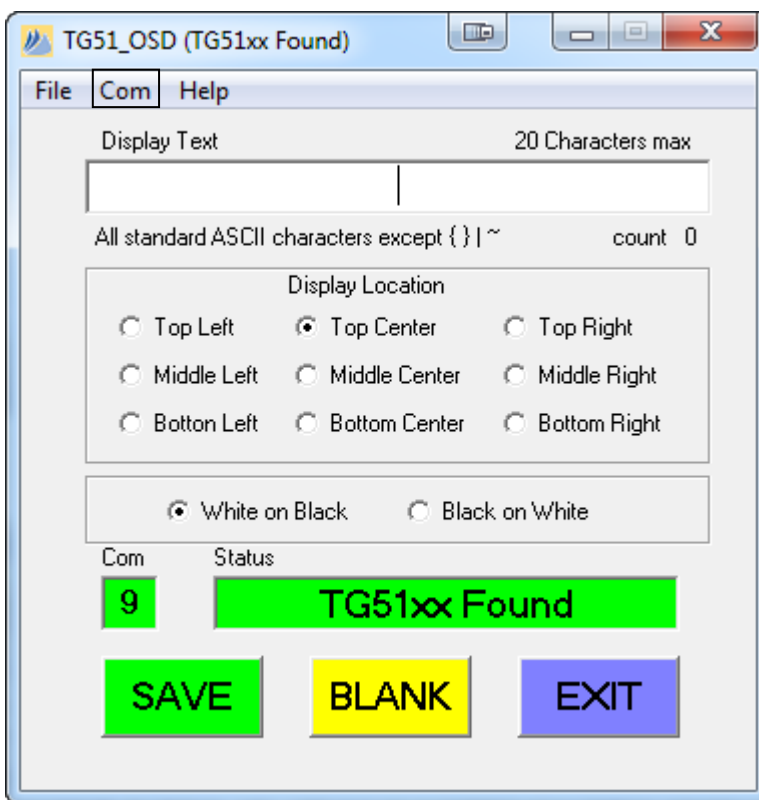 TG51_OSD (TG51xx Found)
File Com Help
Display Text 20 Characters max
All standard ASCII characters except { } | ~ count 0
Display Location
Top Left Top Center Top Right
Middle Left Middle Center Middle Right
Botton Left Bottom Center Bottom Right
White on Black Black on White
Com Status
9 TG51xx Found
SAVE BLANK EXIT